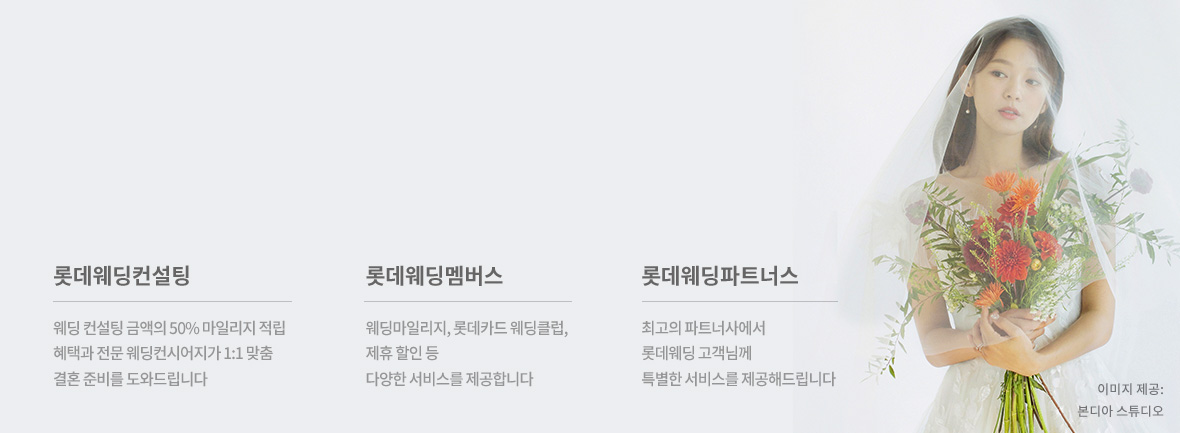 롯데웨딩컨설팅
웨딩 컨설팅 금액의 50% 마일리지 적립
혜택과 전문 웨딩컨시어지가 1:1 맞춤
결혼 준비를 도와드립니다
롯데웨딩멤버스
웨딩마일리지, 롯데카드 웨딩클럽,
제휴 할인 등
다양한 서비스를 제공합니다
롯데웨딩파트너스
최고의 파트너사에서
롯데웨딩 고객님께
특별한 서비스를 제공해드립니다
이미지 제공:
본디아 스튜디오